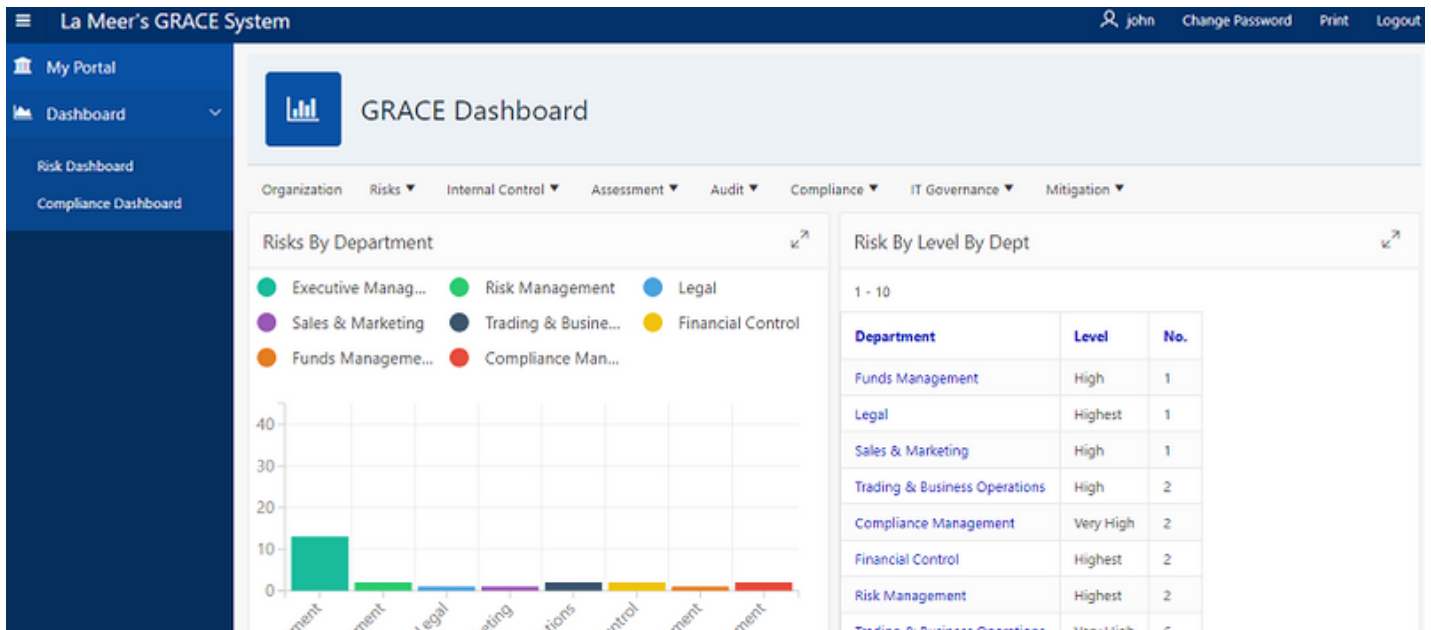 La Meer's GRACE System
john Change Password Print Logout
My Portal
Dashboard
Risk Dashboard
Compliance Dashboard
GRACE Dashboard
Organization Risks Internal Control Assessment Audit Compliance IT Governance Mitigation
Risks By Department
Executive Manag... Risk Management Legal
Sales & Marketing Trading & Busine... Financial Control
Funds Manageme... Compliance Man...
40
30
20
10
0
Legal
Risk By Level By Dept
1 - 10
Department Level No.
Funds Management High 1
Legal Highest 1
Sales & Marketing High 1
Trading & Business Operations High 2
Compliance Management Very High 2
Financial Control Highest 2
Risk Management Highest 2